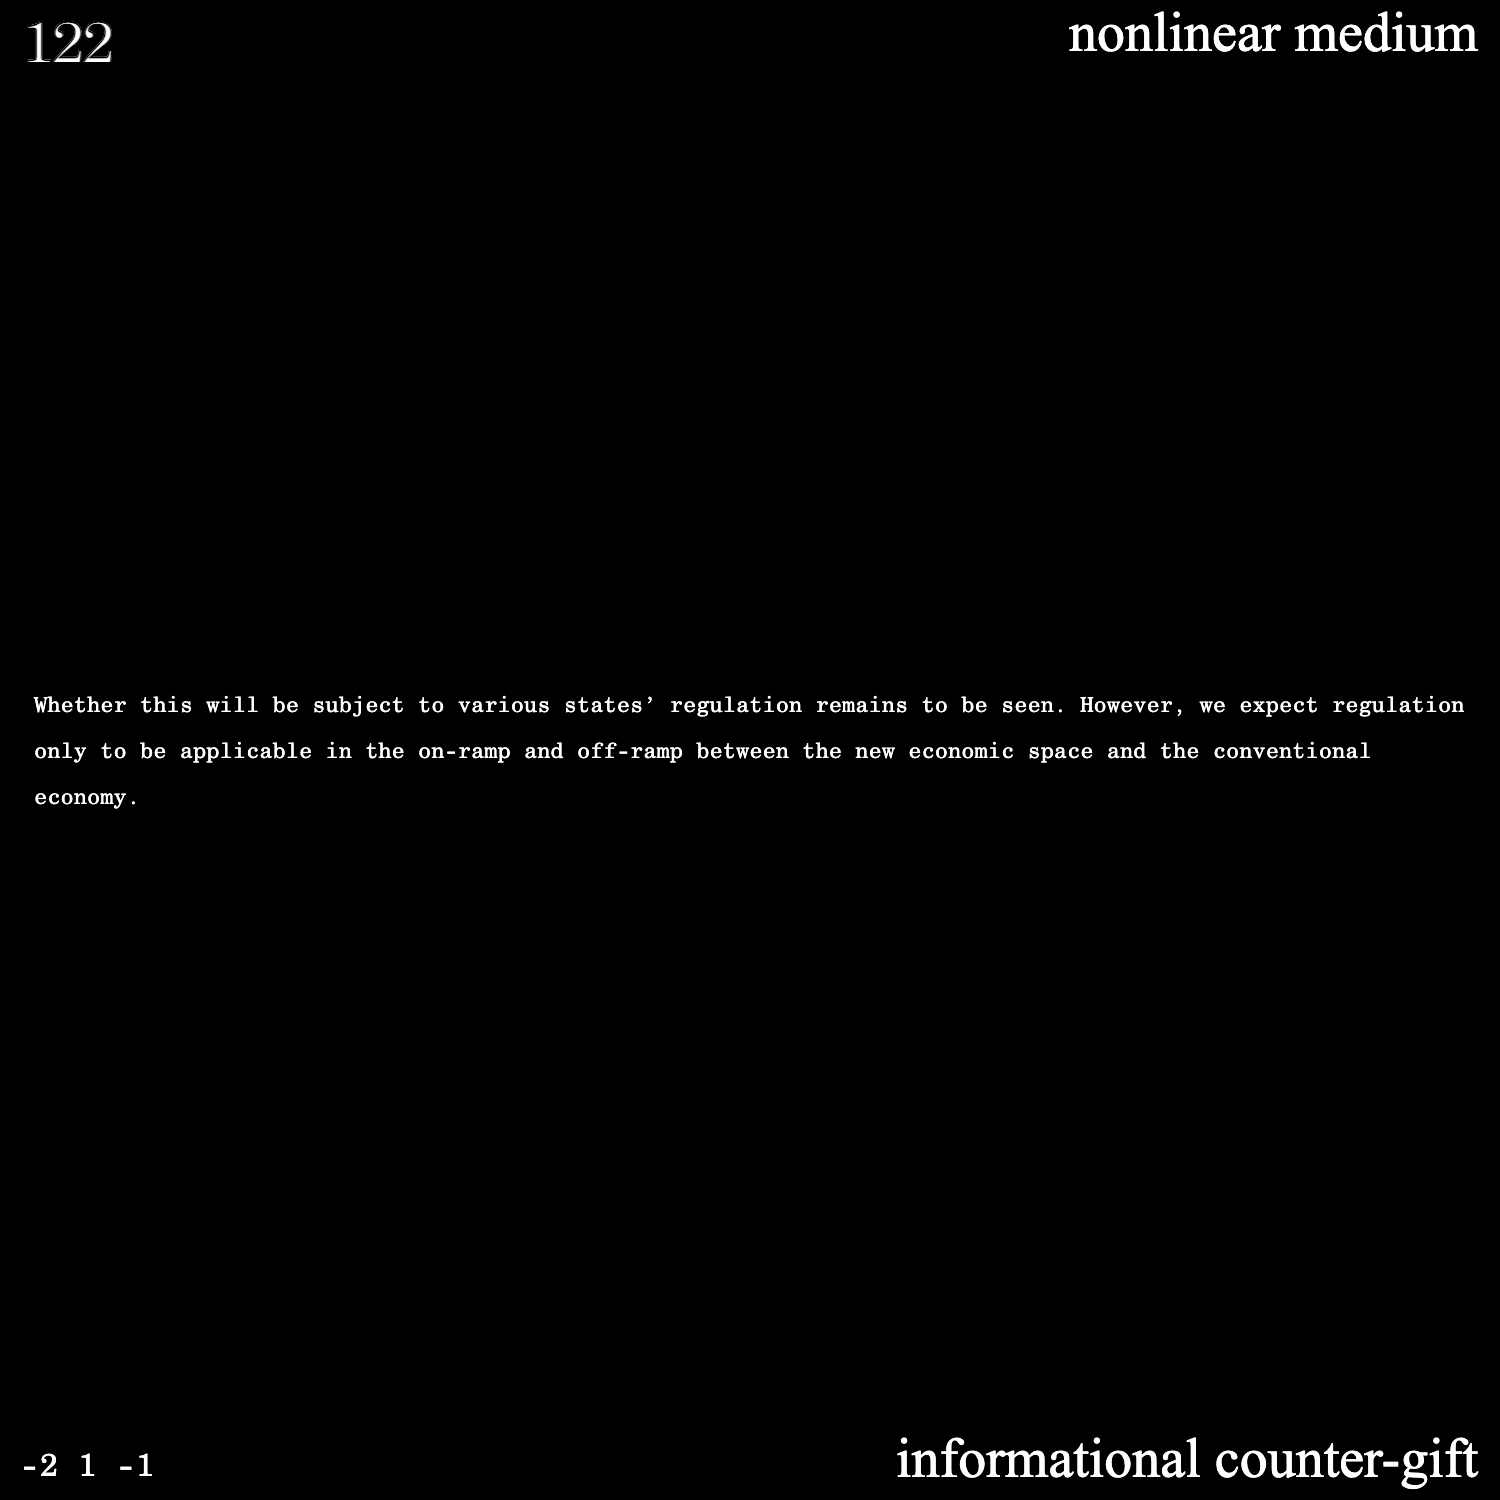 122
nonlinear medium
Whether this will be subject to various states’ regulation remains to be seen. However, we expect regulation
only to be applicable in the on-ramp and off-ramp between the new economic space and the conventional
economy.
-2 1 -1
informational counter-gift